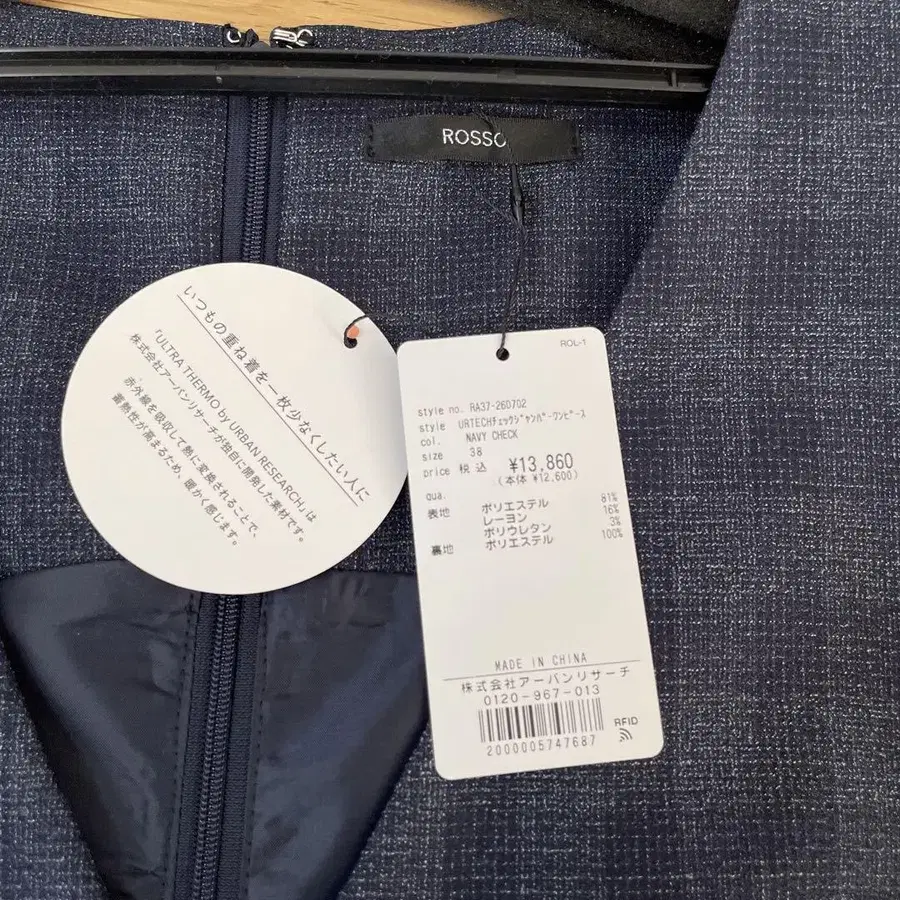 ROSSO
いつもの重ね着を一枚少なくしたい人に
「ULTRA THERMO by URBAN RESEARCH」は
株式会社アーバンリサーチが独自に開発した素材です。
赤外線を吸収して熱に変換されることで、
蓄熱性が高まるため、暖かく感じます。
ROL-1
style no. RA37-26D702
style URTECHﾁｪｯｸｼﾞｬﾝﾊﾟｰﾜﾝﾋﾟｰｽ
col. NAVY CHECK
size 38
price 税込 ¥13,860
(本体 ¥12,600)
qua.
表地 ポリエステル 81%
レーヨン 16%
ポリウレタン 3%
裏地 ポリエステル 100%
MADE IN CHINA
株式会社アーバンリサーチ
0120-967-013
2000005747687
RFID